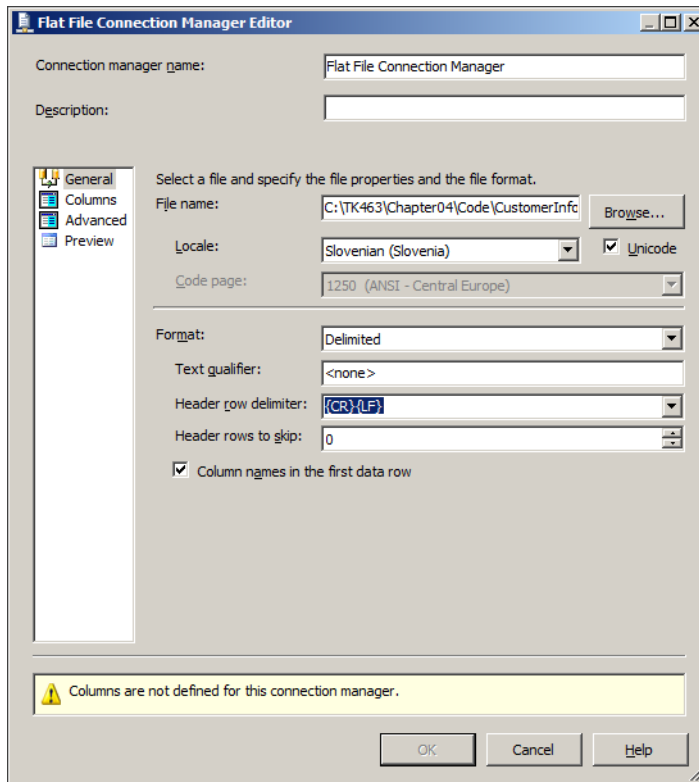 Flat File Connection Manager Editor
Connection manager name:
Flat File Connection Manager
Description:
General
Columns
Advanced
Preview
Select a file and specify the file properties and the file format.
File name:
C:\TK463\Chapter04\Code\CustomerInfo
Browse...
Locale:
Slovenian (Slovenia)
Unicode
Code page:
1250 (ANSI - Central Europe)
Format:
Delimited
Text qualifier:
<none>
Header row delimiter:
{CR}{LF}
Header rows to skip:
0
Column names in the first data row
Columns are not defined for this connection manager.
OK
Cancel
Help